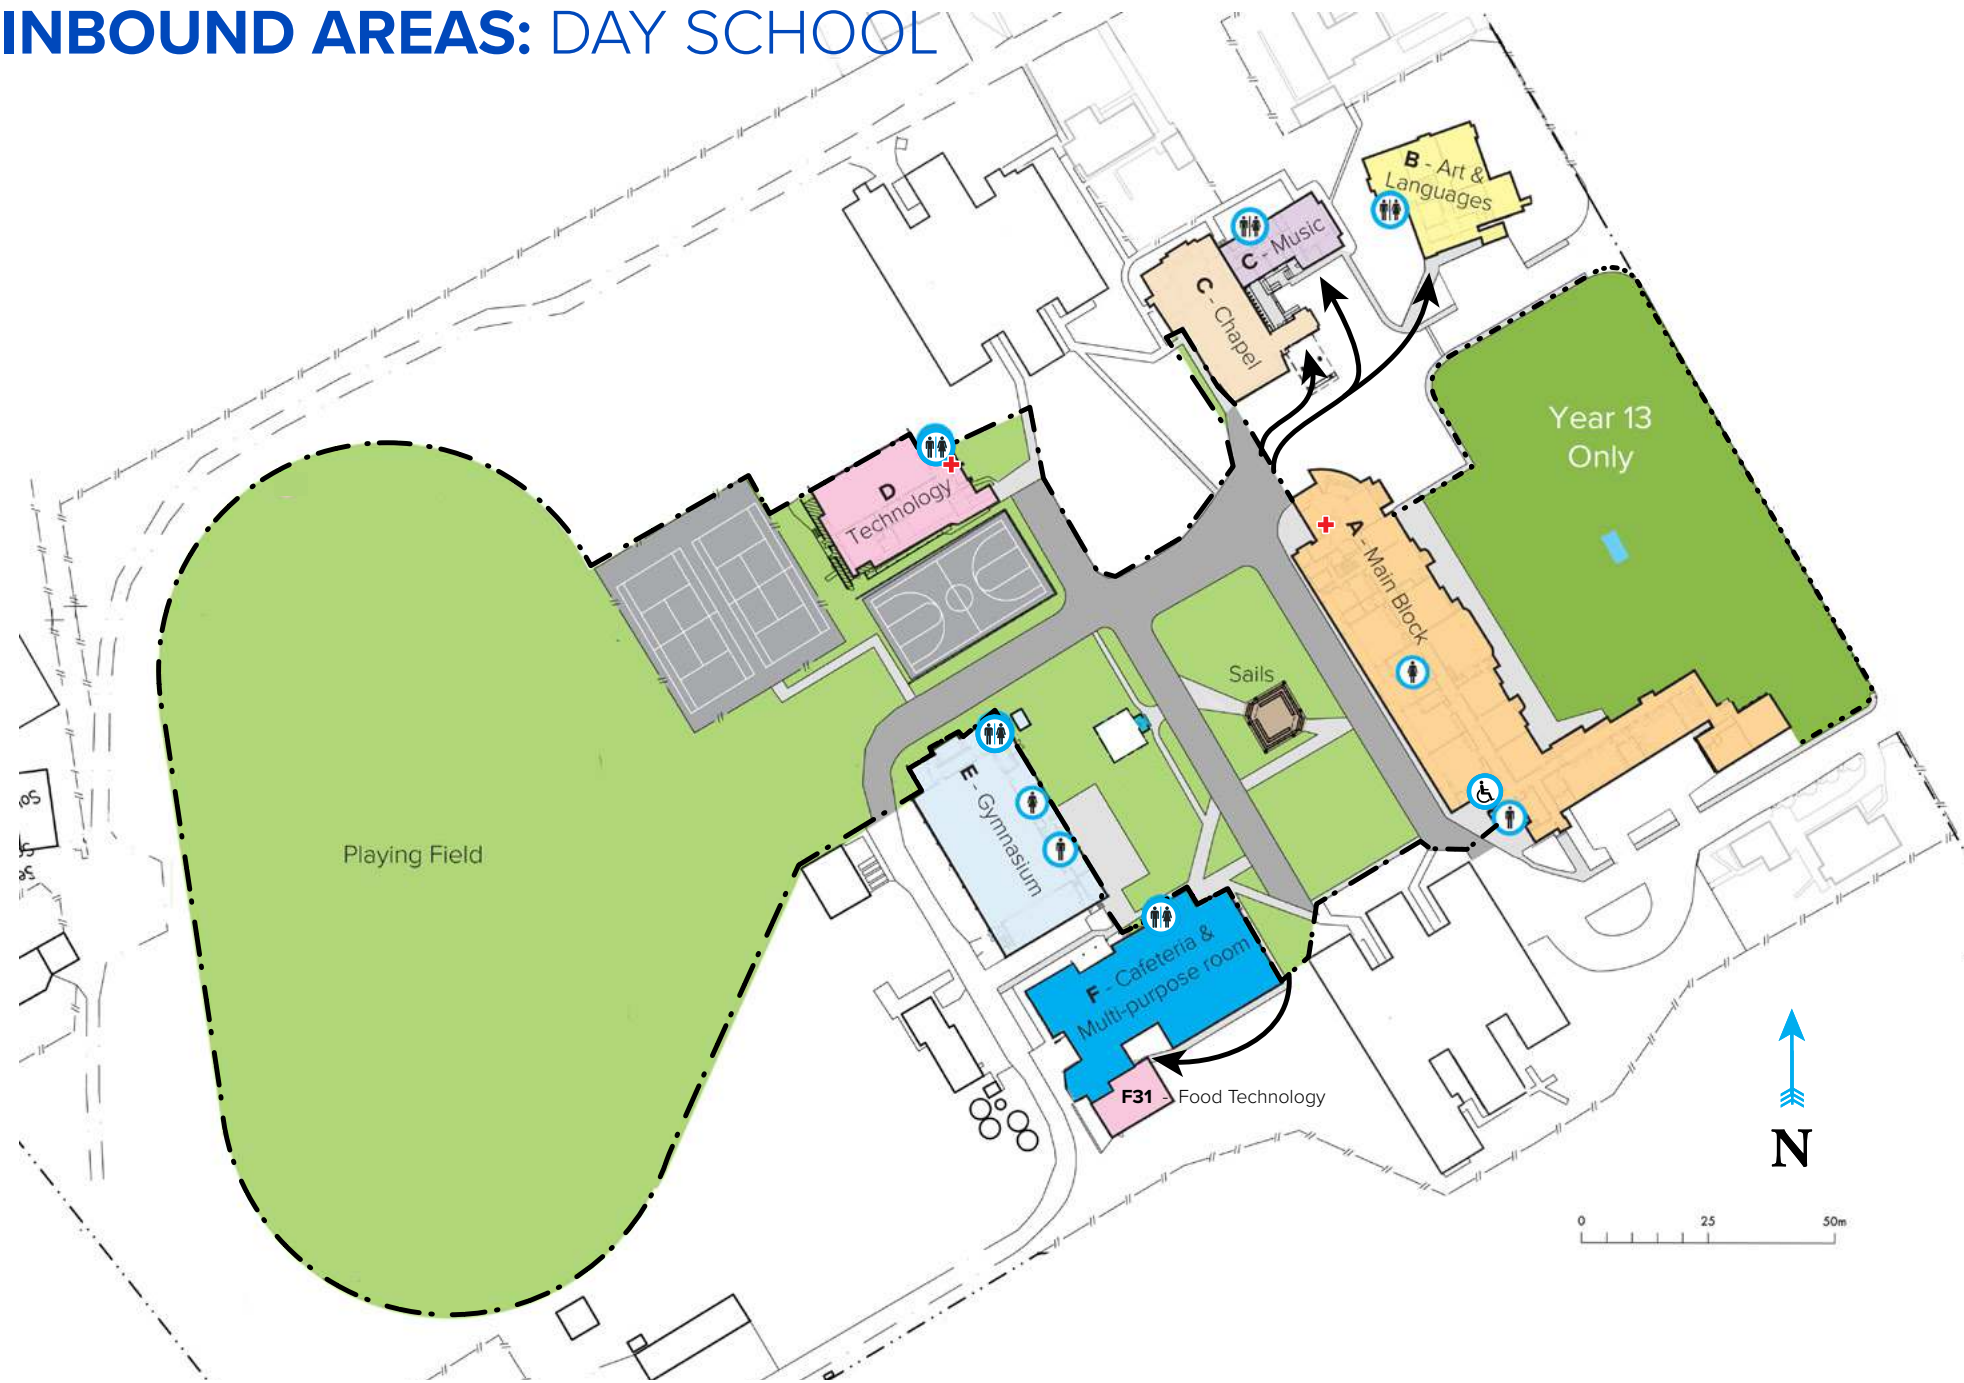 INBOUND AREAS: DAY SCHOOL
B - Art &
Languages
C - Music
C - Chapel
Year 13
Only
D
Technology
A - Main Block
Sails
E - Gymnasium
Playing Field
F - Cafeteria &
Multi-purpose room
F31 - Food Technology
N
0 25 50m